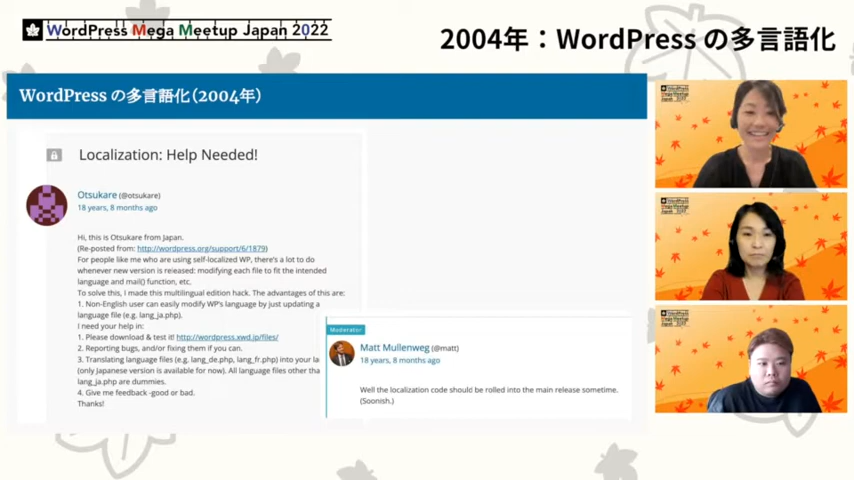 WordPress Mega Meetup Japan 2022
2004年：WordPress の多言語化
WordPress の多言語化（2004年）
Localization: Help Needed!
Otsukare (@otsukare)
18 years, 8 months ago
Hi, this is Otsukare from Japan.
(Re-posted from: http://wordpress.org/support/6/1879)
For people like me who are using self-localized WP, there's a lot to do
whenever new version is released: modifying each file to fit the intended
language and mail() function, etc.
To solve this, I made this multilingual edition hack. The advantages of this are:
1. Non-English user can easily modify WP's language by just updating a
language file (e.g. lang_ja.php).
I need your help in:
1. Please download & test it! http://wordpress.xwd.jp/files/
2. Reporting bugs, and/or fixing them if you can.
3. Translating language files (e.g. lang_de.php, lang_fr.php) into your la
(only Japanese version is available for now). All language files other tha
lang_ja.php are dummies.
4. Give me feedback -good or bad.
Thanks!
Moderator
Matt Mullenweg (@matt)
18 years, 8 months ago
Well the localization code should be rolled into the main release sometime.
(Soonish.)